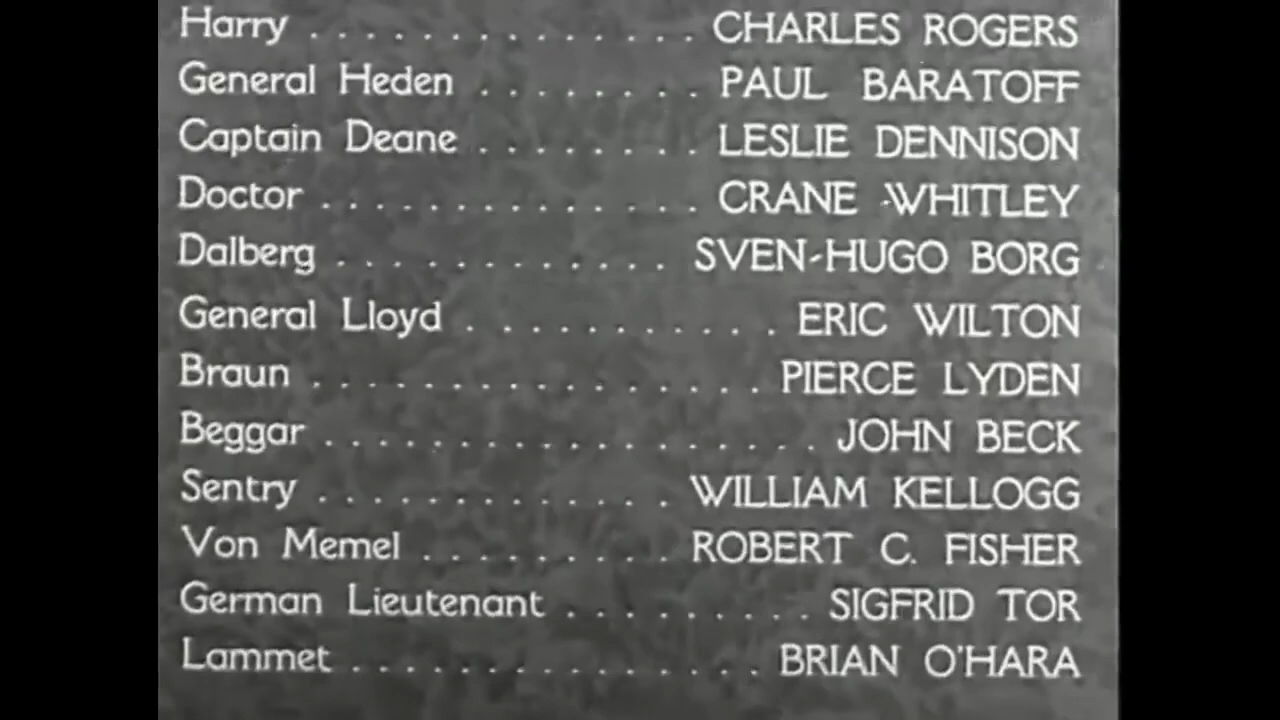 Harry . . . . . . . . . . . . . . CHARLES ROGERS
General Heden . . . . . . . . PAUL BARATOFF
Captain Deane . . . . . . . . LESLIE DENNISON
Doctor . . . . . . . . . . . . . . CRANE WHITLEY
Dalberg . . . . . . . . . . . . SVEN-HUGO BORG
General Lloyd . . . . . . . . . . . ERIC WILTON
Braun . . . . . . . . . . . . . . . . PIERCE LYDEN
Beggar . . . . . . . . . . . . . . . . . . JOHN BECK
Sentry . . . . . . . . . . . . . WILLIAM KELLOGG
Von Memel . . . . . . . . . ROBERT C. FISHER
German Lieutenant . . . . . . . . . SIGFRID TOR
Lammet . . . . . . . . . . . . . . . BRIAN O'HARA